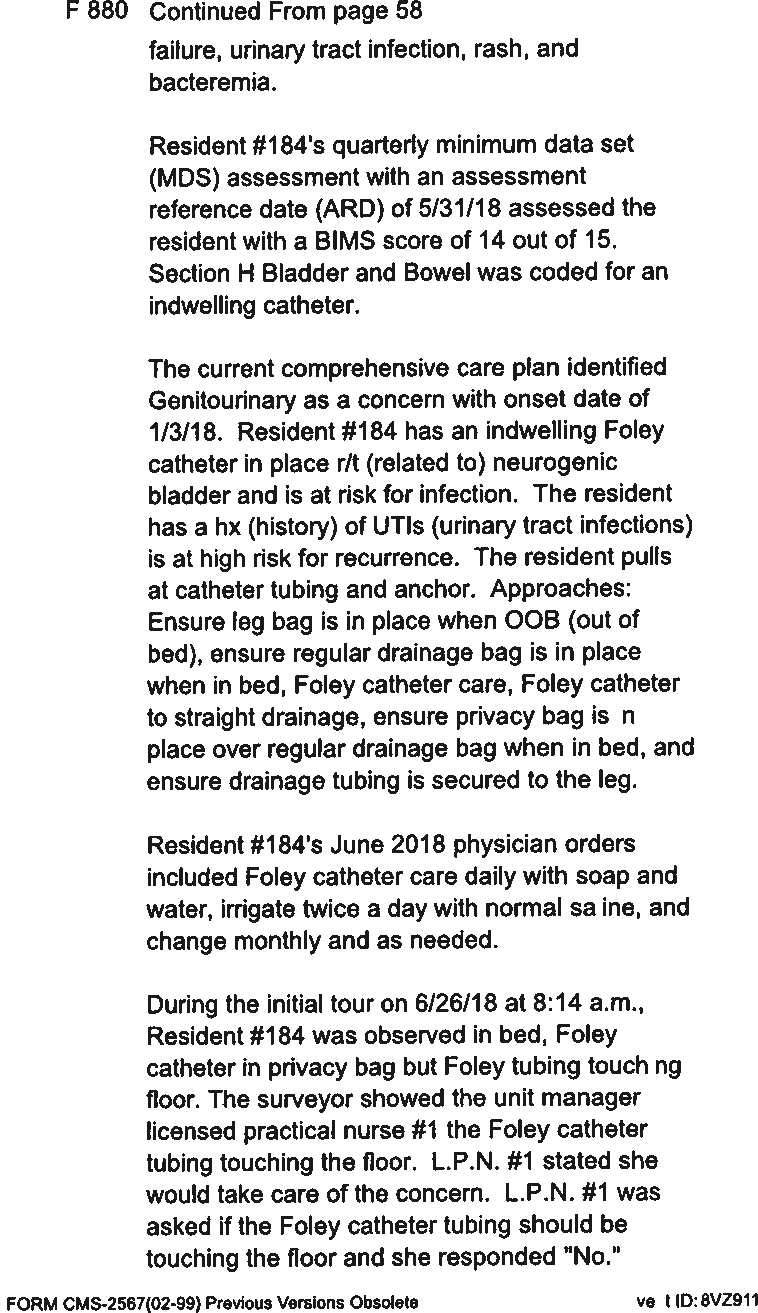 F 880 Continued From page 58
failure, urinary tract infection, rash, and
bacteremia.
Resident #184's quarterly minimum data set
(MDS) assessment with an assessment
reference date (ARD) of 5/31/18 assessed the
resident with a BIMS score of 14 out of 15.
Section H Bladder and Bowel was coded for an
indwelling catheter.
The current comprehensive care plan identified
Genitourinary as a concern with onset date of
1/3/18. Resident #184 has an indwelling Foley
catheter in place r/t (related to) neurogenic
bladder and is at risk for infection. The resident
has a hx (history) of UTIs (urinary tract infections)
is at high risk for recurrence. The resident pulls
at catheter tubing and anchor. Approaches:
Ensure leg bag is in place when OOB (out of
bed), ensure regular drainage bag is in place
when in bed, Foley catheter care, Foley catheter
to straight drainage, ensure privacy bag is n
place over regular drainage bag when in bed, and
ensure drainage tubing is secured to the leg.
Resident #184's June 2018 physician orders
included Foley catheter care daily with soap and
water, irrigate twice a day with normal sa ine, and
change monthly and as needed.
During the initial tour on 6/26/18 at 8:14 a.m.,
Resident #184 was observed in bed, Foley
catheter in privacy bag but Foley tubing touch ng
floor. The surveyor showed the unit manager
licensed practical nurse #1 the Foley catheter
tubing touching the floor. L.P.N. #1 stated she
would take care of the concern. L.P.N. #1 was
asked if the Foley catheter tubing should be
touching the floor and she responded "No."
FORM CMS-2567(02-99) Previous Versions Obsolete ve t ID: 8VZ911